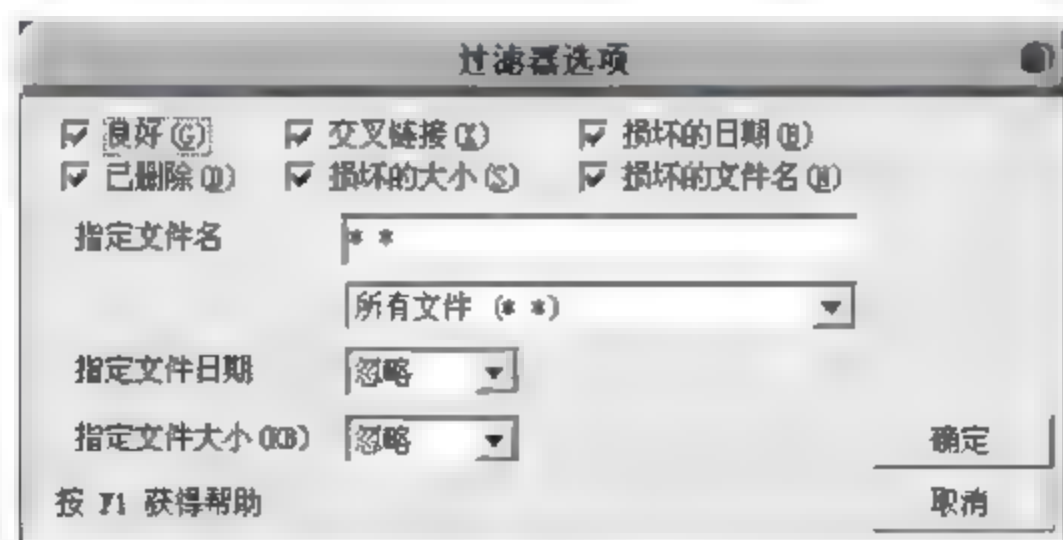 过滤器选项
良好(G) 交叉链接(X) 损坏的日期(B)
已删除(D) 损坏的大小(S) 损坏的文件名(N)
指定文件名 * *
所有文件 (* *)
指定文件日期 忽略
指定文件大小(KB) 忽略
确定
按 F1 获得帮助 取消